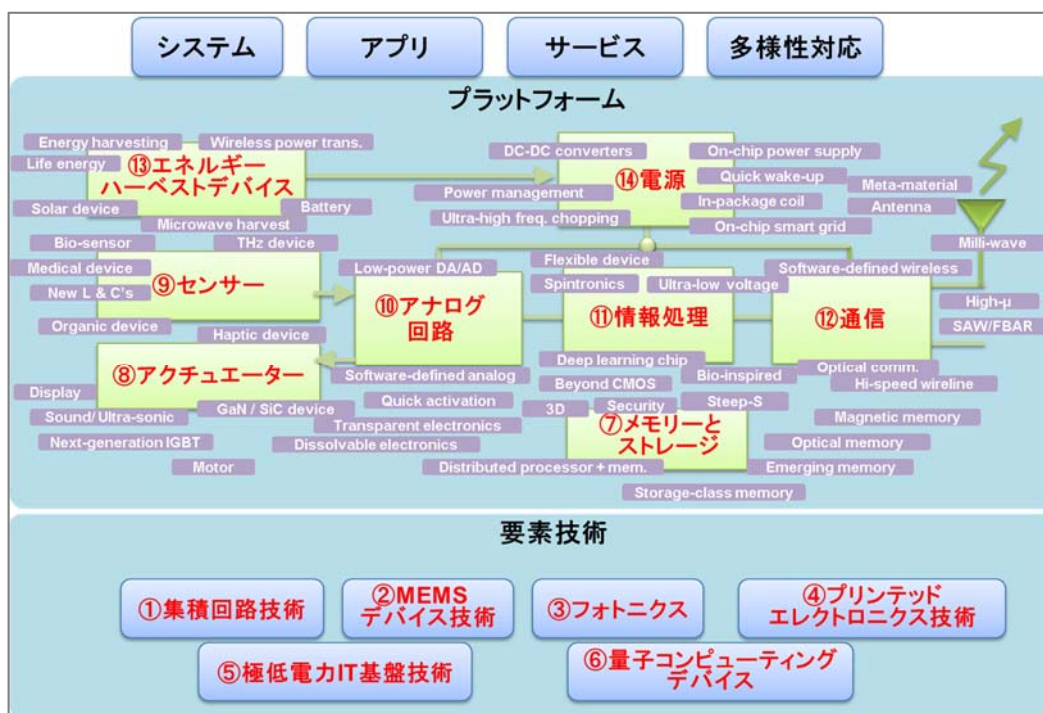 システム
アプリ
サービス
多様性対応
プラットフォーム
Energy harvesting
Wireless power trans.
Life energy
⑬エネルギー
ハーベストデバイス
Solar device
Battery
Microwave harvest
DC-DC converters
On-chip power supply
⑭電源
Quick wake-up
Power management
In-package coil
Ultra-high freq. chopping
On-chip smart grid
Meta-material
Antenna
Milli-wave
Bio-sensor
THz device
Medical device
⑨センサー
New L & C's
Organic device
Haptic device
Low-power DA/AD
⑩アナログ
回路
Flexible device
Spintronics
Ultra-low voltage
⑪情報処理
Software-defined wireless
⑫通信
High-μ
SAW/FBAR
⑧アクチュエーター
Software-defined analog
Deep learning chip
Bio-inspired
Optical comm.
Hi-speed wireline
Display
Quick activation
Beyond CMOS
Steep-S
Sound/ Ultra-sonic
GaN / SiC device
Transparent electronics
3D
Security
Magnetic memory
Next-generation IGBT
Dissolvable electronics
⑦メモリーと
ストレージ
Optical memory
Motor
Distributed processor + mem.
Emerging memory
Storage-class memory
要素技術
①集積回路技術
②MEMS
デバイス技術
③フォトニクス
④プリンテッド
エレクトロニクス技術
⑤極低電力IT基盤技術
⑥量子コンピューティング
デバイス